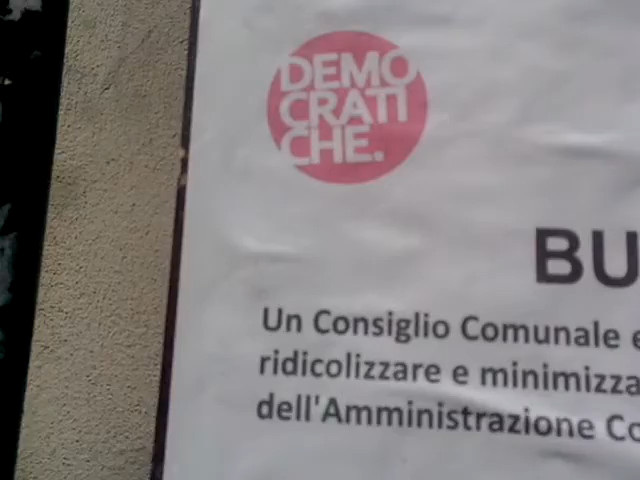 DEMO
CRATI
CHE.
BU
Un Consiglio Comunale e
ridicolizzare e minimizza
dell'Amministrazione Co